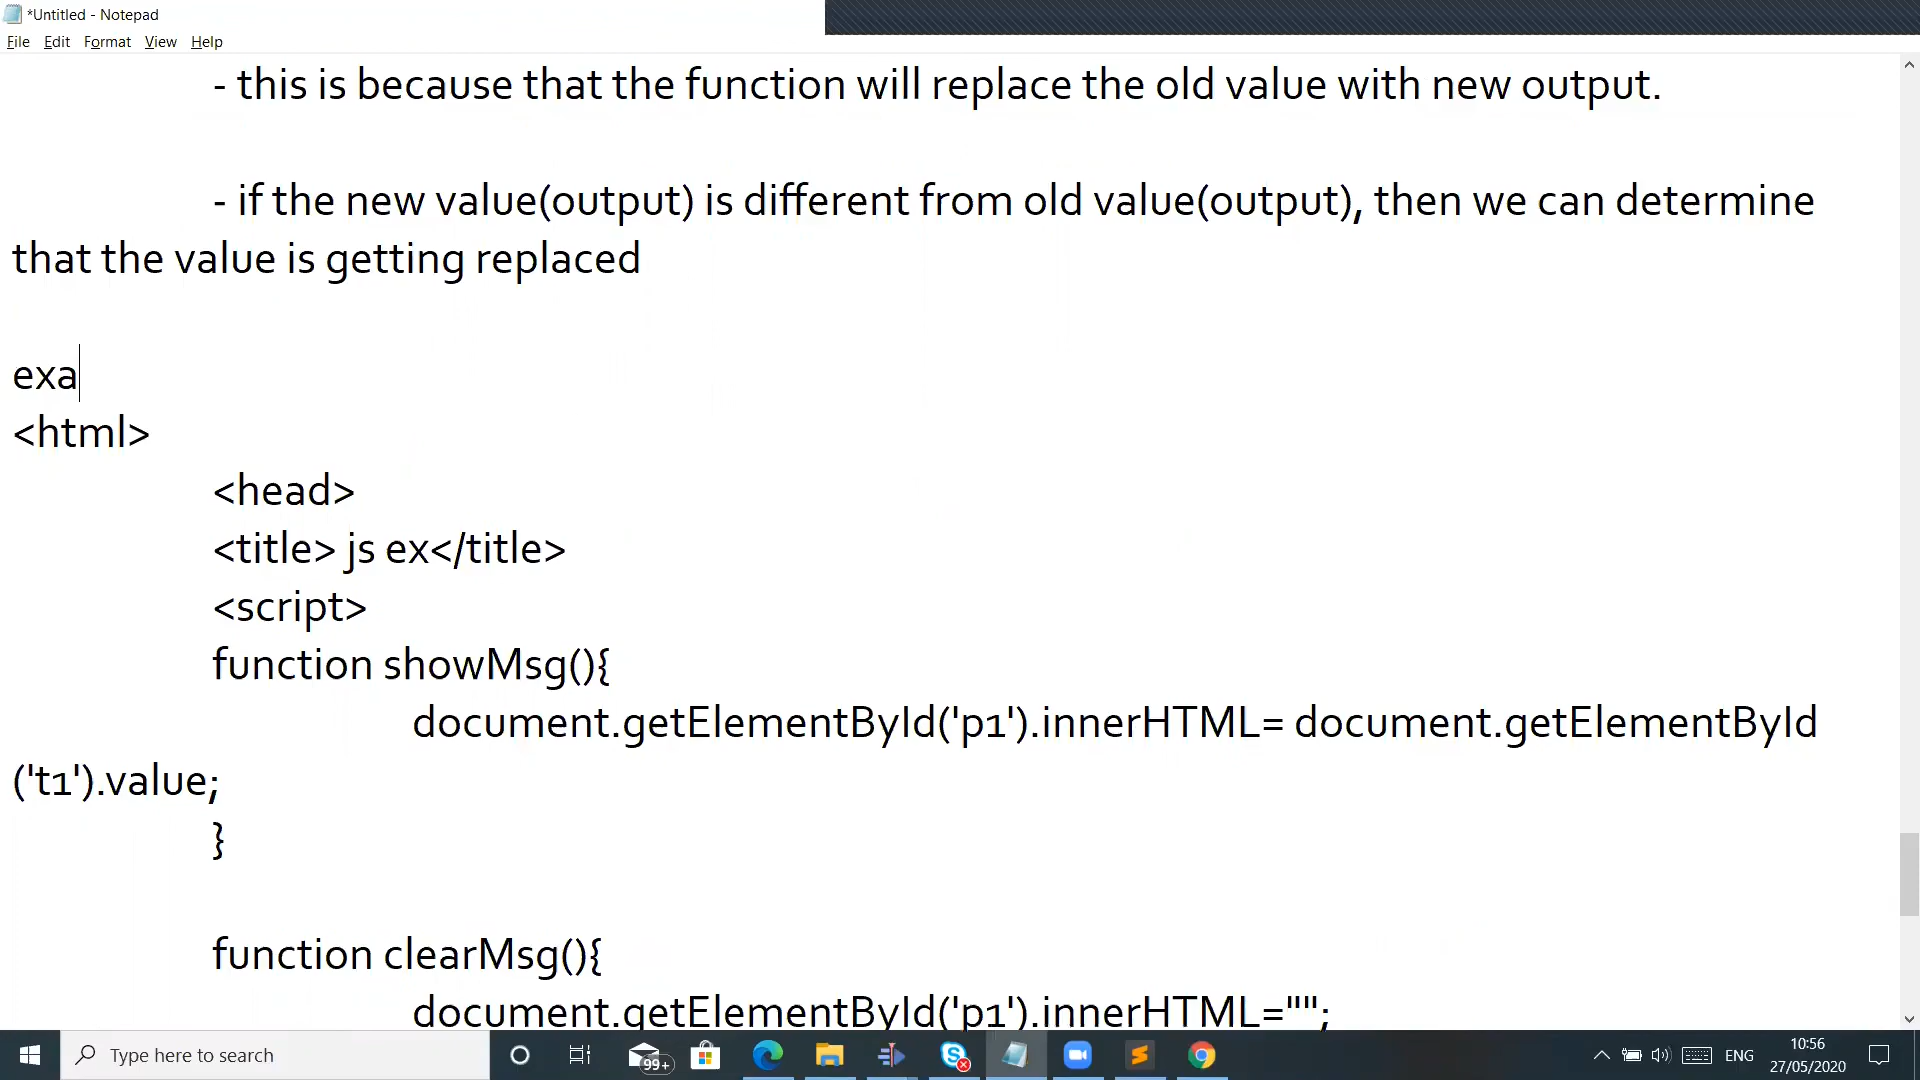 *Untitled - Notepad
File Edit Format View Help
- this is because that the function will replace the old value with new output.
- if the new value(output) is different from old value(output), then we can determine
that the value is getting replaced
exa
<html>
<head>
<title> js ex</title>
<script>
function showMsg(){
document.getElementById('p1').innerHTML= document.getElementById
('t1').value;
}
function clearMsg(){
document.getElementById('p1').innerHTML="";
Type here to search
99+
ENG
10:56
27/05/2020